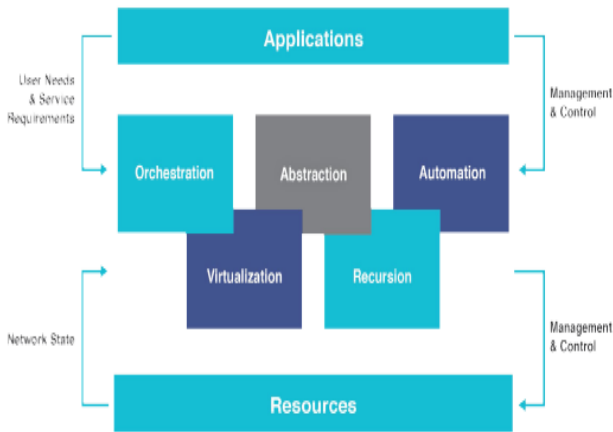 Applications
User Needs
& Service
Requirements
Management
& Control
Orchestration
Abstraction
Automation
Virtualization
Recursion
Network State
Management
& Control
Resources